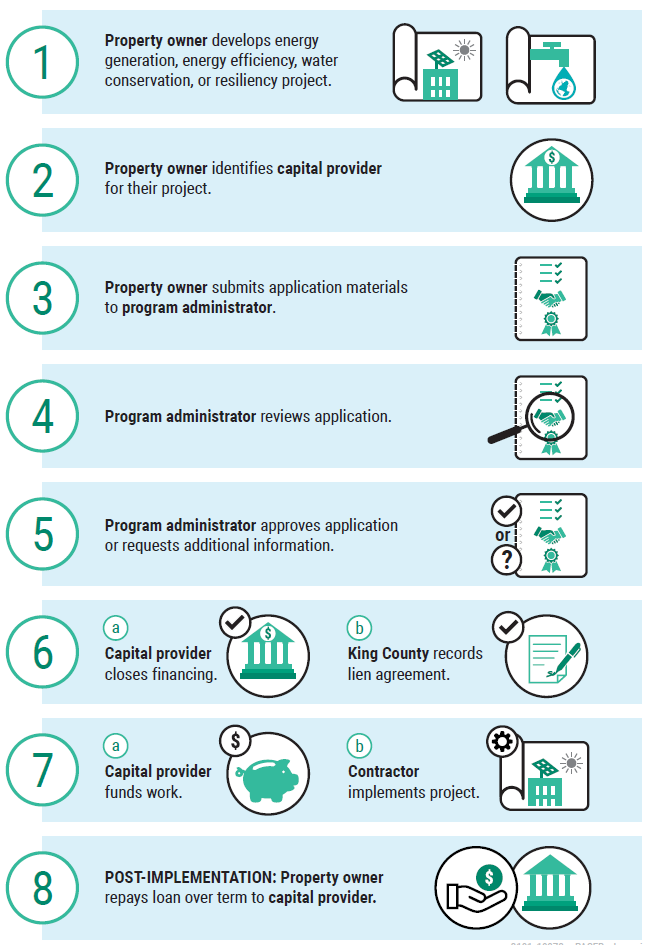 1
Property owner develops energy
generation, energy efficiency, water
conservation, or resiliency project.
2
$
Property owner identifies capital provider
for their project.
3
Property owner submits application materials
to program administrator.
4
Program administrator reviews application.
5
Program administrator approves application
or requests additional information.
or
?
6
a
Capital provider
closes financing.
$
b
King County records
lien agreement.
7
a
Capital provider
funds work.
$
b
Contractor
implements project.
8
POST-IMPLEMENTATION: Property owner
repays loan over term to capital provider.
$